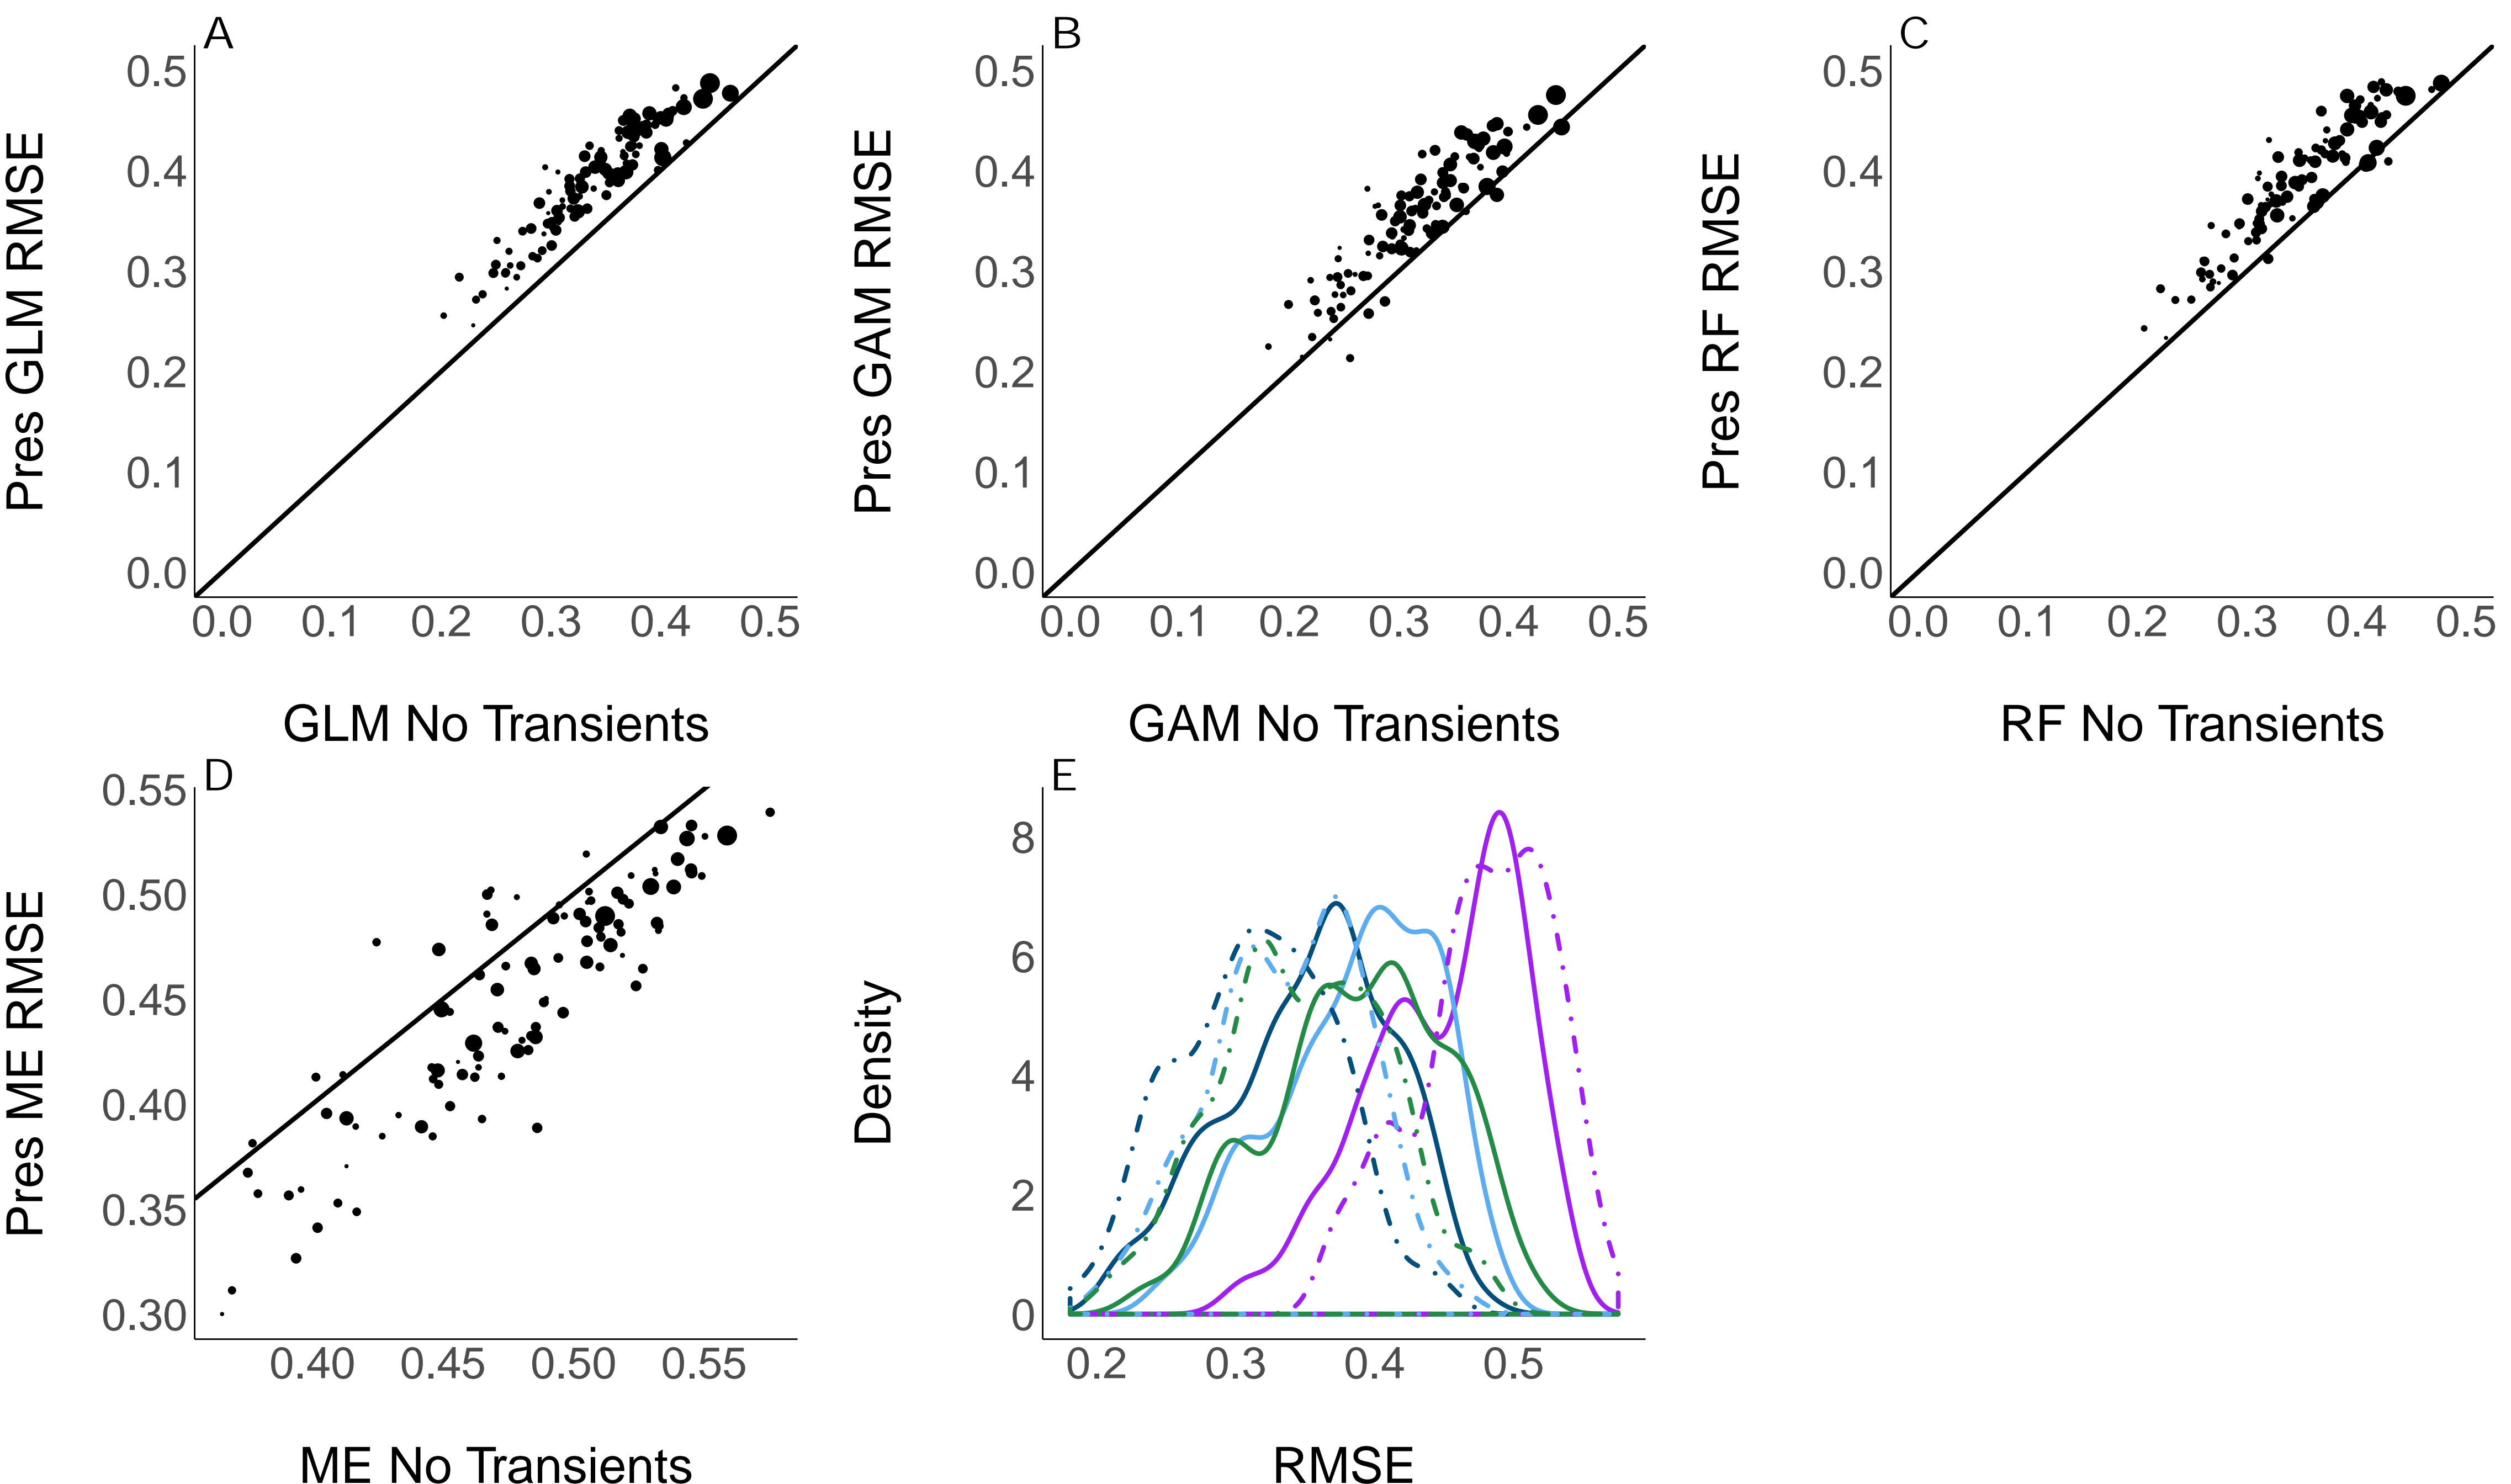 A
Pres GLM RMSE
0.5
0.4
0.3
0.2
0.1
0.0
0.0 0.1 0.2 0.3 0.4 0.5
GLM No Transients
B
Pres GAM RMSE
0.5
0.4
0.3
0.2
0.1
0.0
0.0 0.1 0.2 0.3 0.4 0.5
GAM No Transients
C
Pres RF RMSE
0.5
0.4
0.3
0.2
0.1
0.0
0.0 0.1 0.2 0.3 0.4 0.5
RF No Transients
D
Pres ME RMSE
0.55
0.50
0.45
0.40
0.35
0.30
0.40 0.45 0.50 0.55
ME No Transients
E
Density
8
6
4
2
0
0.2 0.3 0.4 0.5
RMSE